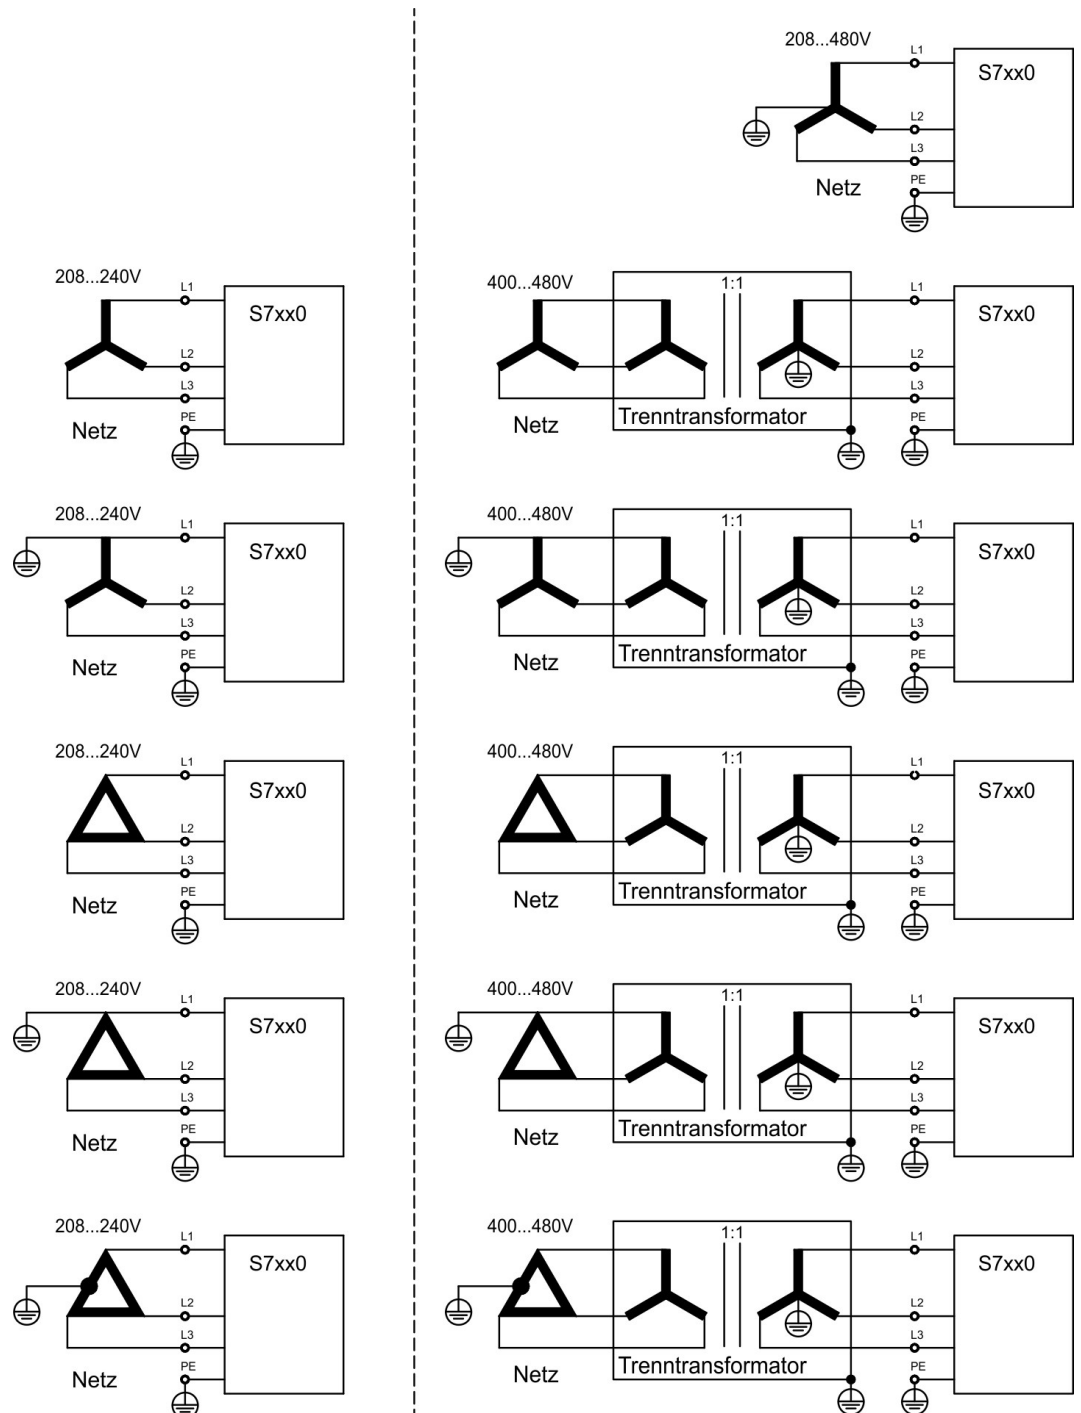 208...480V
L1
S7xx0
L2
L3
Netz
PE
208...240V
L1
S7xx0
L2
L3
PE
Netz
400...480V
1:1
L1
S7xx0
L2
L3
Trenntransformator
Netz
PE
208...240V
L1
S7xx0
L2
L3
PE
Netz
400...480V
1:1
L1
S7xx0
L2
L3
Trenntransformator
Netz
PE
208...240V
L1
S7xx0
L2
L3
PE
Netz
400...480V
1:1
L1
S7xx0
L2
L3
Trenntransformator
Netz
PE
208...240V
L1
S7xx0
L2
L3
PE
Netz
400...480V
1:1
L1
S7xx0
L2
L3
Trenntransformator
Netz
PE
208...240V
L1
S7xx0
L2
L3
PE
Netz
400...480V
1:1
L1
S7xx0
L2
L3
Trenntransformator
Netz
PE